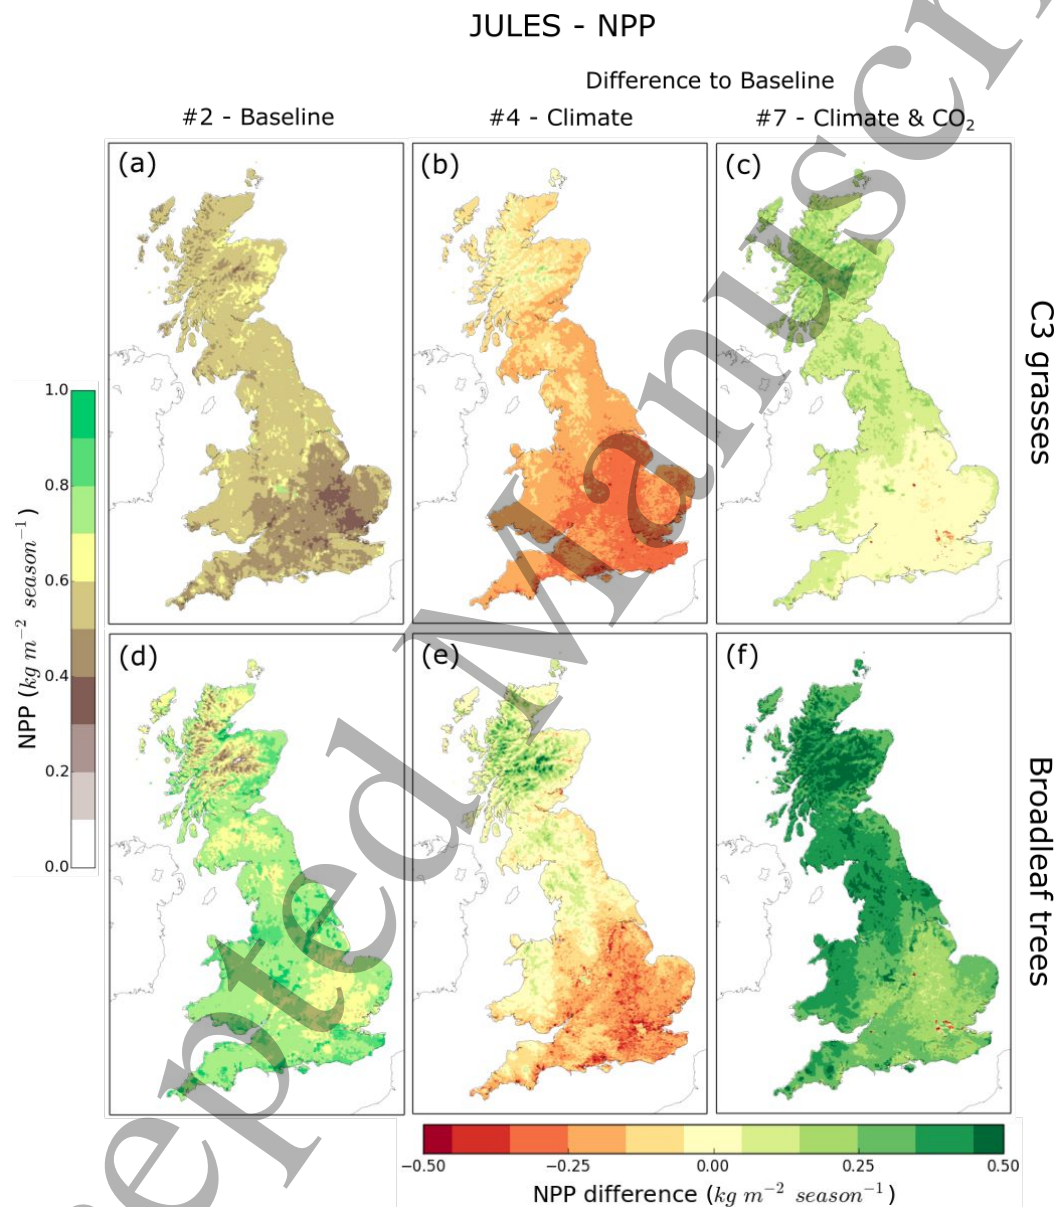 JULES - NPP
Difference to Baseline
#2 - Baseline
#4 - Climate
#7 - Climate & CO₂
(a)
(b)
(c)
C3 grasses
1.0
0.8
0.6
0.4
0.2
0.0
NPP (kg m⁻² season⁻¹)
(d)
(e)
(f)
Broadleaf trees
−0.50
−0.25
0.00
0.25
0.50
NPP difference (kg m⁻² season⁻¹)
epted Manuscri